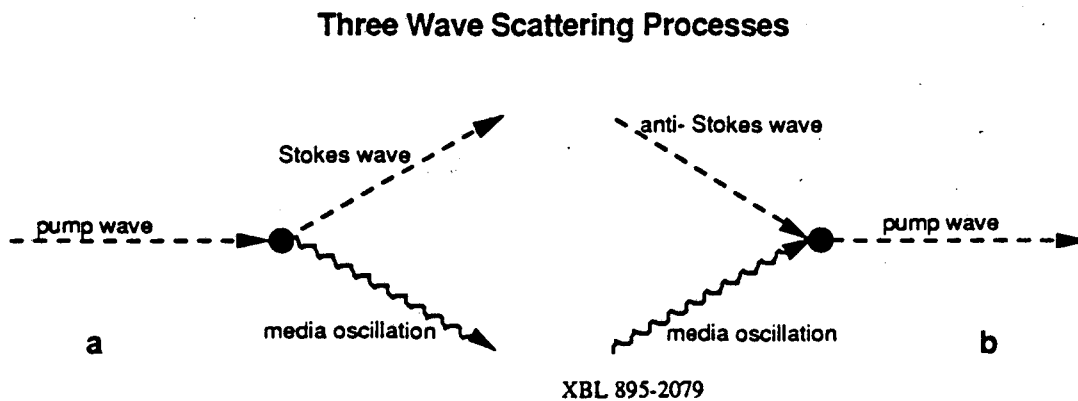 Three Wave Scattering Processes
anti- Stokes wave
Stokes wave
pump wave
pump wave
media oscillation
media oscillation
a
b
XBL 895-2079